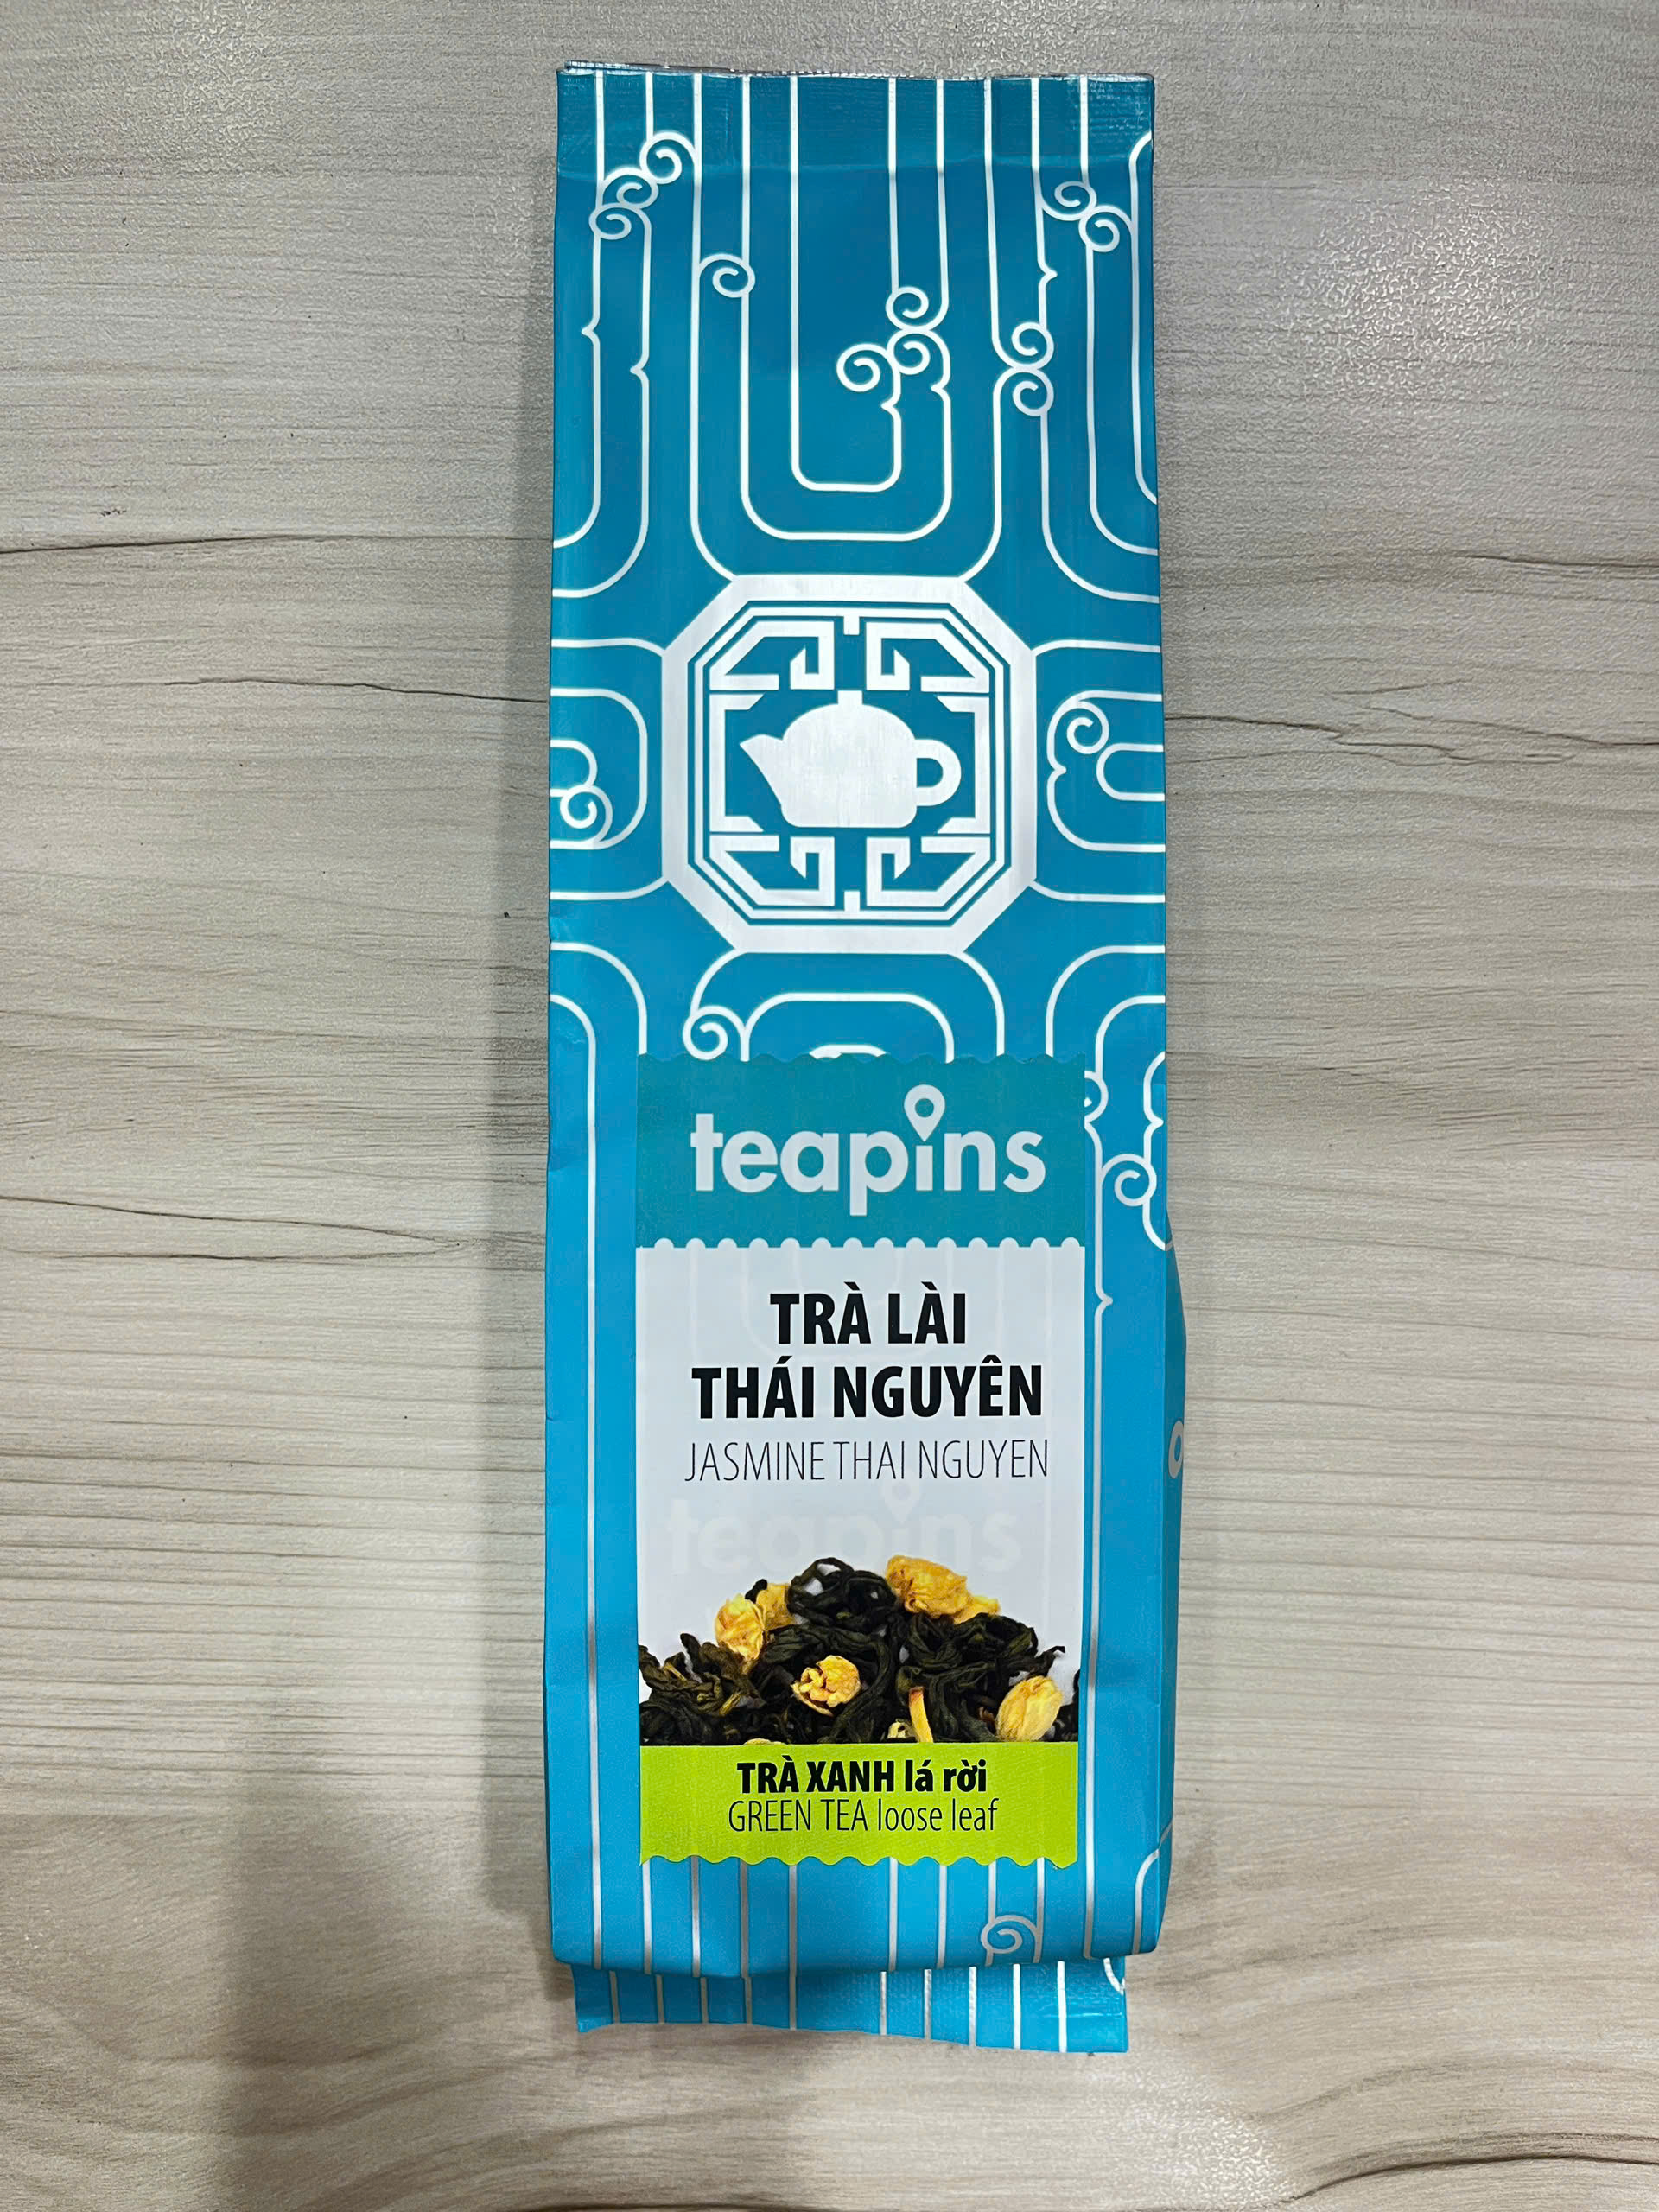 teapins
TRÀ LÀI
THÁI NGUYÊN
JASMINE THAI NGUYEN
teapins
TRÀ XANH lá rời
GREEN TEA loose leaf